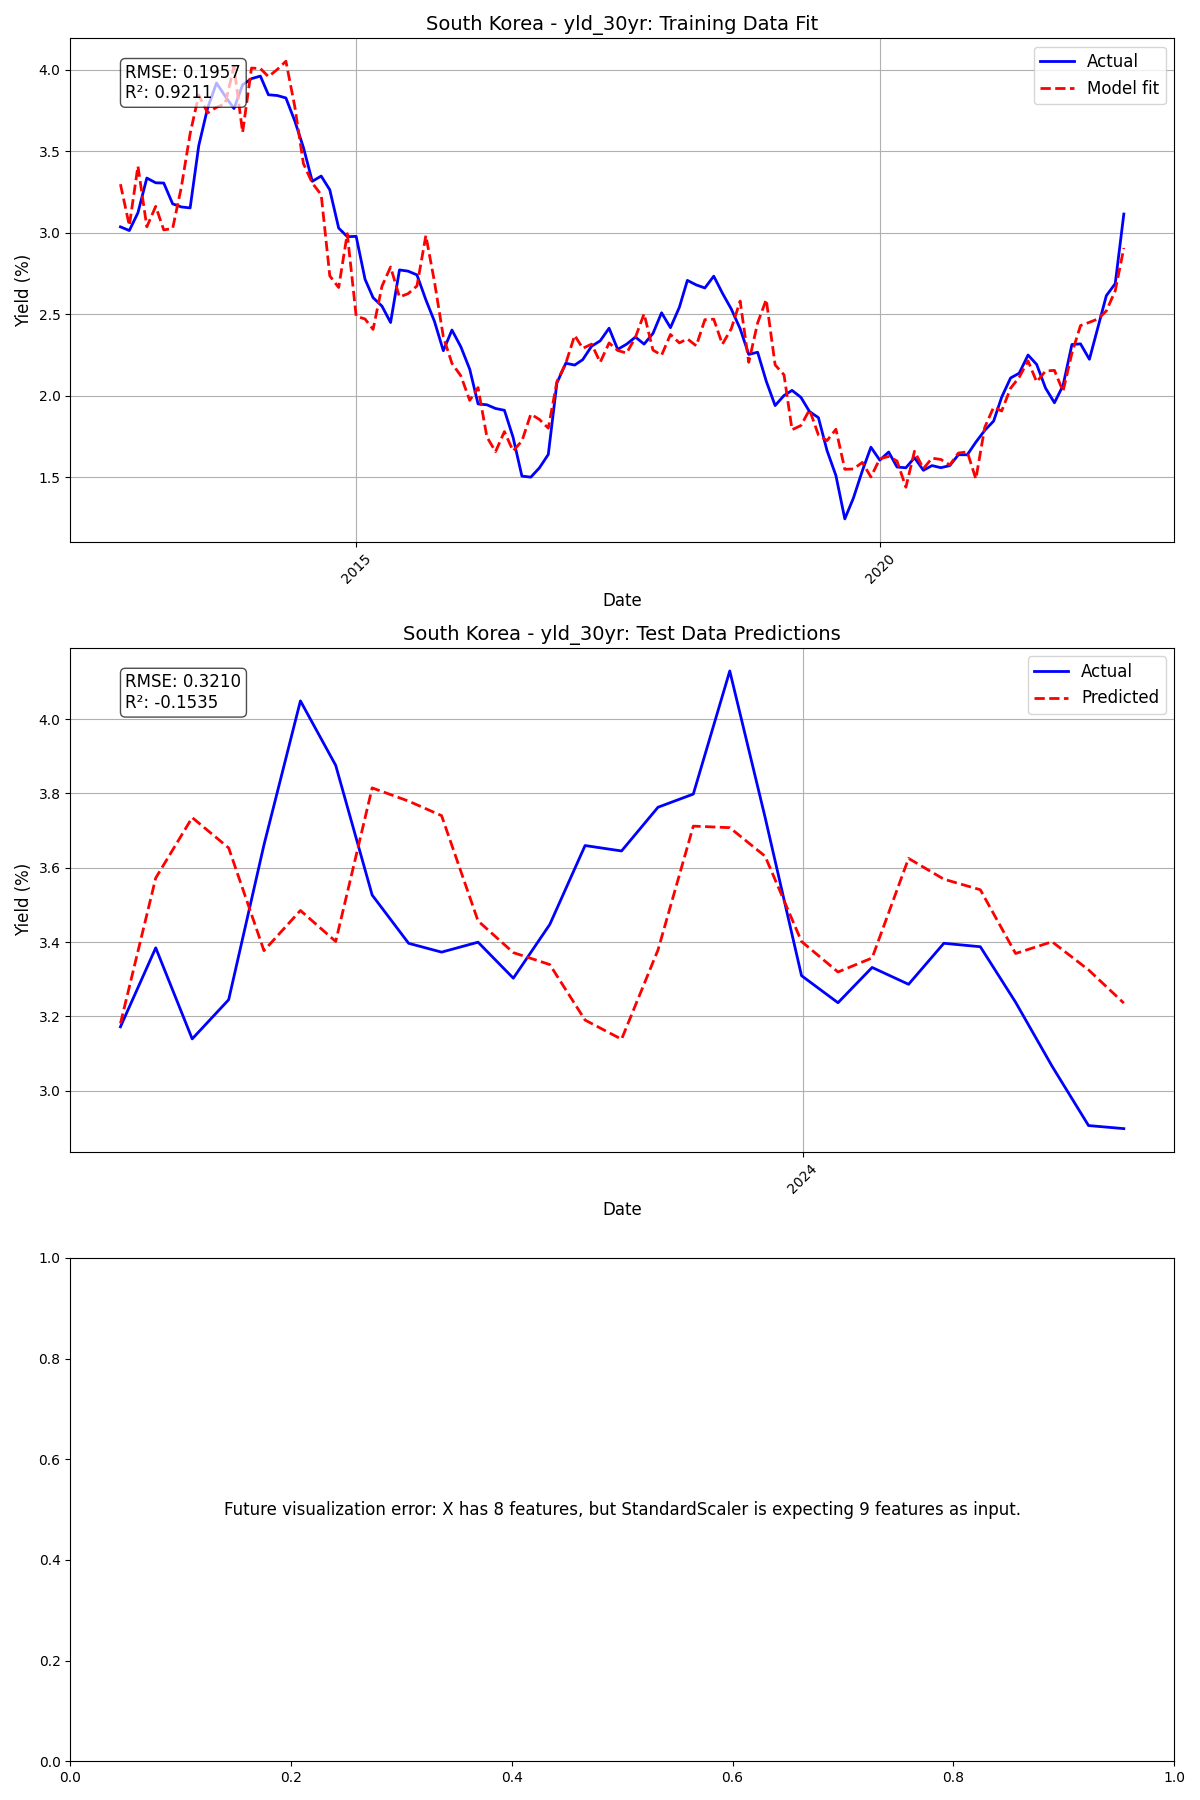 South Korea - yld_30yr: Training Data Fit
RMSE: 0.1957
R²: 0.9211
Actual
Model fit
4.0
3.5
3.0
2.5
2.0
1.5
Yield (%)
2015
2020
Date
South Korea - yld_30yr: Test Data Predictions
RMSE: 0.3210
R²: -0.1535
Actual
Predicted
4.0
3.8
3.6
3.4
3.2
3.0
Yield (%)
2024
Date
1.0
0.8
0.6
0.4
0.2
0.0
Future visualization error: X has 8 features, but StandardScaler is expecting 9 features as input.
0.0
0.2
0.4
0.6
0.8
1.0